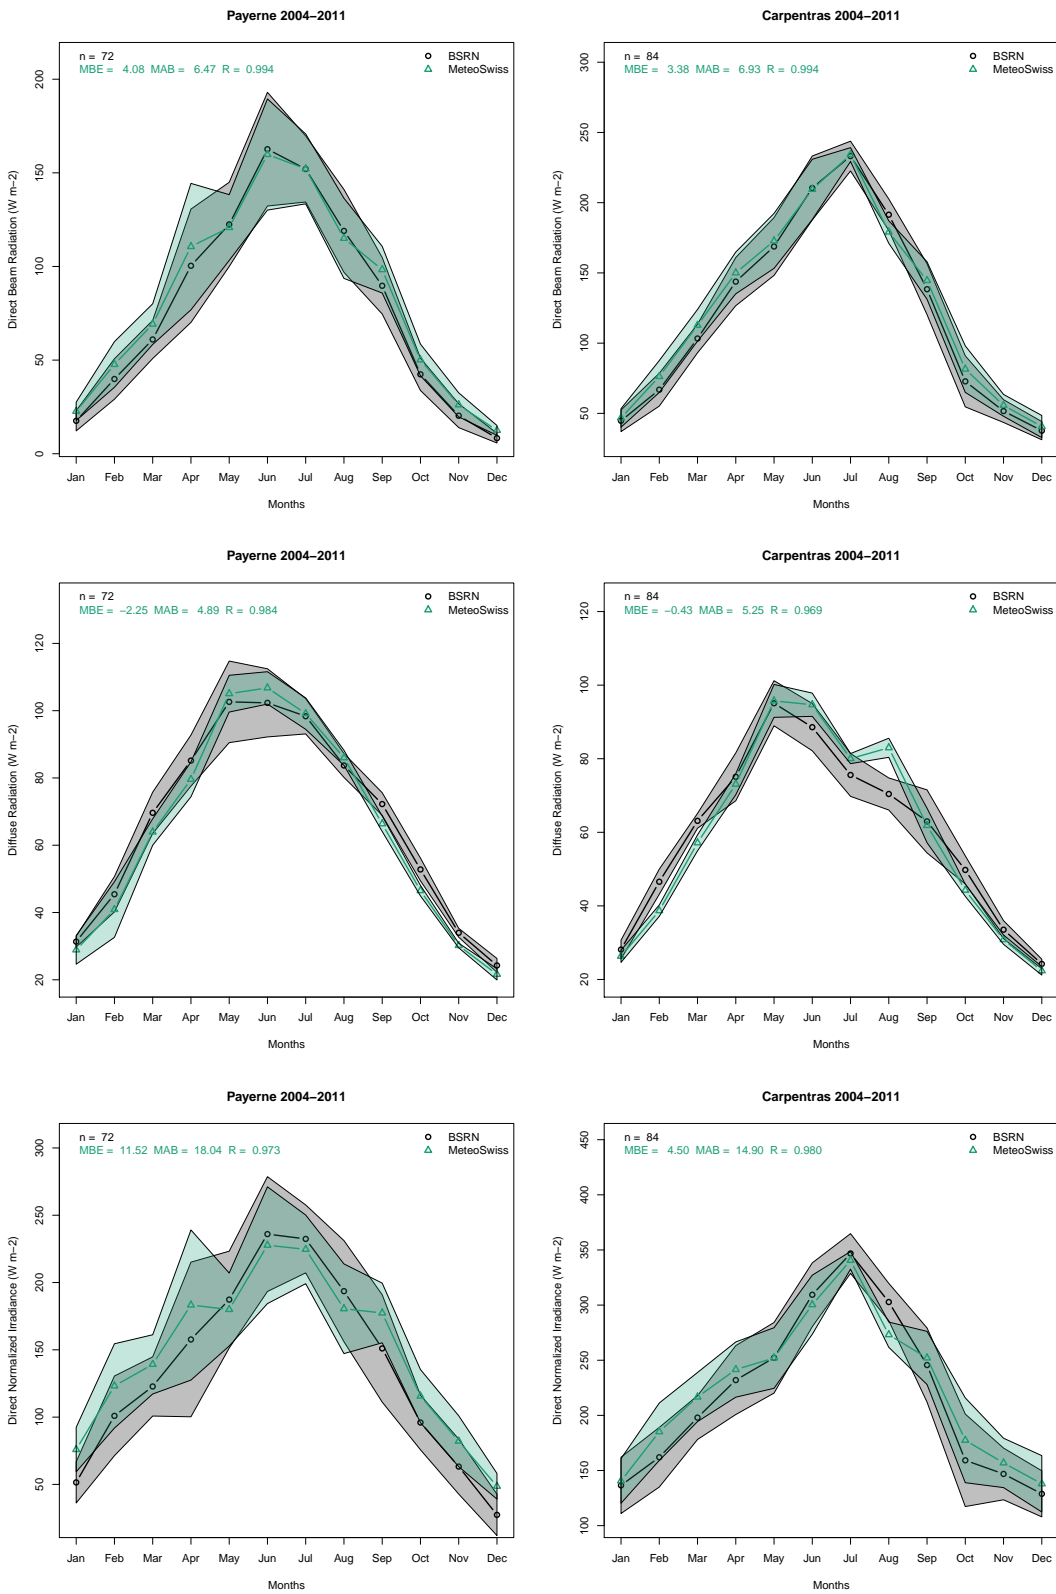 Payerne 2004–2011
n = 72
MBE = 4.08 MAB = 6.47 R = 0.994
BSRN
MeteoSwiss
Direct Beam Radiation (W m−2)
200
150
100
50
0
Jan Feb Mar Apr May Jun Jul Aug Sep Oct Nov Dec
Months
Carpentras 2004–2011
n = 84
MBE = 3.38 MAB = 6.93 R = 0.994
BSRN
MeteoSwiss
Direct Beam Radiation (W m−2)
300
250
200
150
100
50
Jan Feb Mar Apr May Jun Jul Aug Sep Oct Nov Dec
Months
Payerne 2004–2011
n = 72
MBE = −2.25 MAB = 4.89 R = 0.984
BSRN
MeteoSwiss
Diffuse Radiation (W m−2)
120
100
80
60
40
20
Jan Feb Mar Apr May Jun Jul Aug Sep Oct Nov Dec
Months
Carpentras 2004–2011
n = 84
MBE = −0.43 MAB = 5.25 R = 0.969
BSRN
MeteoSwiss
Diffuse Radiation (W m−2)
120
100
80
60
40
20
Jan Feb Mar Apr May Jun Jul Aug Sep Oct Nov Dec
Months
Payerne 2004–2011
n = 72
MBE = 11.52 MAB = 18.04 R = 0.973
BSRN
MeteoSwiss
Direct Normalized Irradiance (W m−2)
300
250
200
150
100
50
Jan Feb Mar Apr May Jun Jul Aug Sep Oct Nov Dec
Months
Carpentras 2004–2011
n = 84
MBE = 4.50 MAB = 14.90 R = 0.980
BSRN
MeteoSwiss
Direct Normalized Irradiance (W m−2)
450
400
350
300
250
200
150
100
Jan Feb Mar Apr May Jun Jul Aug Sep Oct Nov Dec
Months